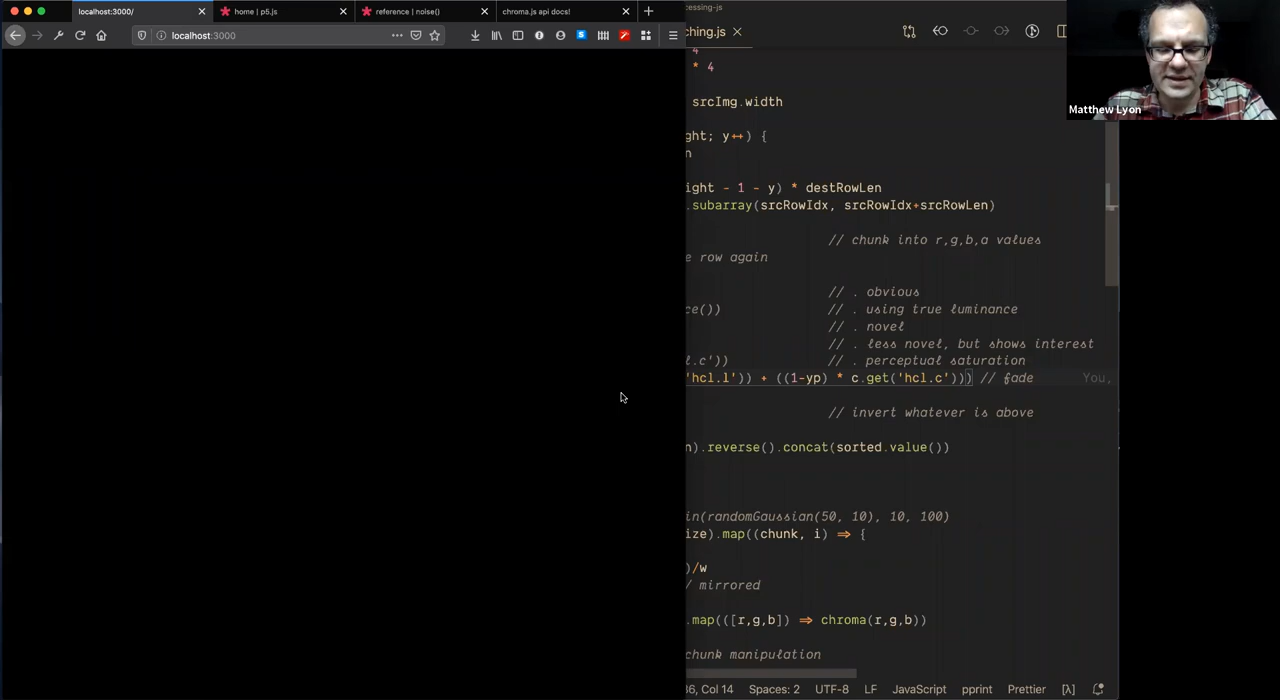 localhost:3000/
home | p5.js
reference | noise()
chroma.js api docs!
localhost:3000
cessing-js
ching.js
4
* 4
srcImg.width
ght; y++) {
n
ight - 1 - y) * destRowLen
.subarray(srcRowIdx, srcRowIdx+srcRowLen)
// chunk into r,g,b,a values
e row again
// . obvious
ce()) // . using true luminance
// . novel
// . less novel, but shows interest
l.c')) // . perceptual saturation
'hcl.l')) + ((1-yp) * c.get('hcl.c'))) // fade You,
// invert whatever is above
n).reverse().concat(sorted.value())
in(randomGaussian(50, 10), 10, 100)
ize).map((chunk, i) => {
)/w
/ mirrored
.map(([r,g,b]) => chroma(r,g,b))
chunk manipulation
36, Col 14 Spaces: 2 UTF-8 LF JavaScript pprint Prettier [λ]
Matthew Lyon